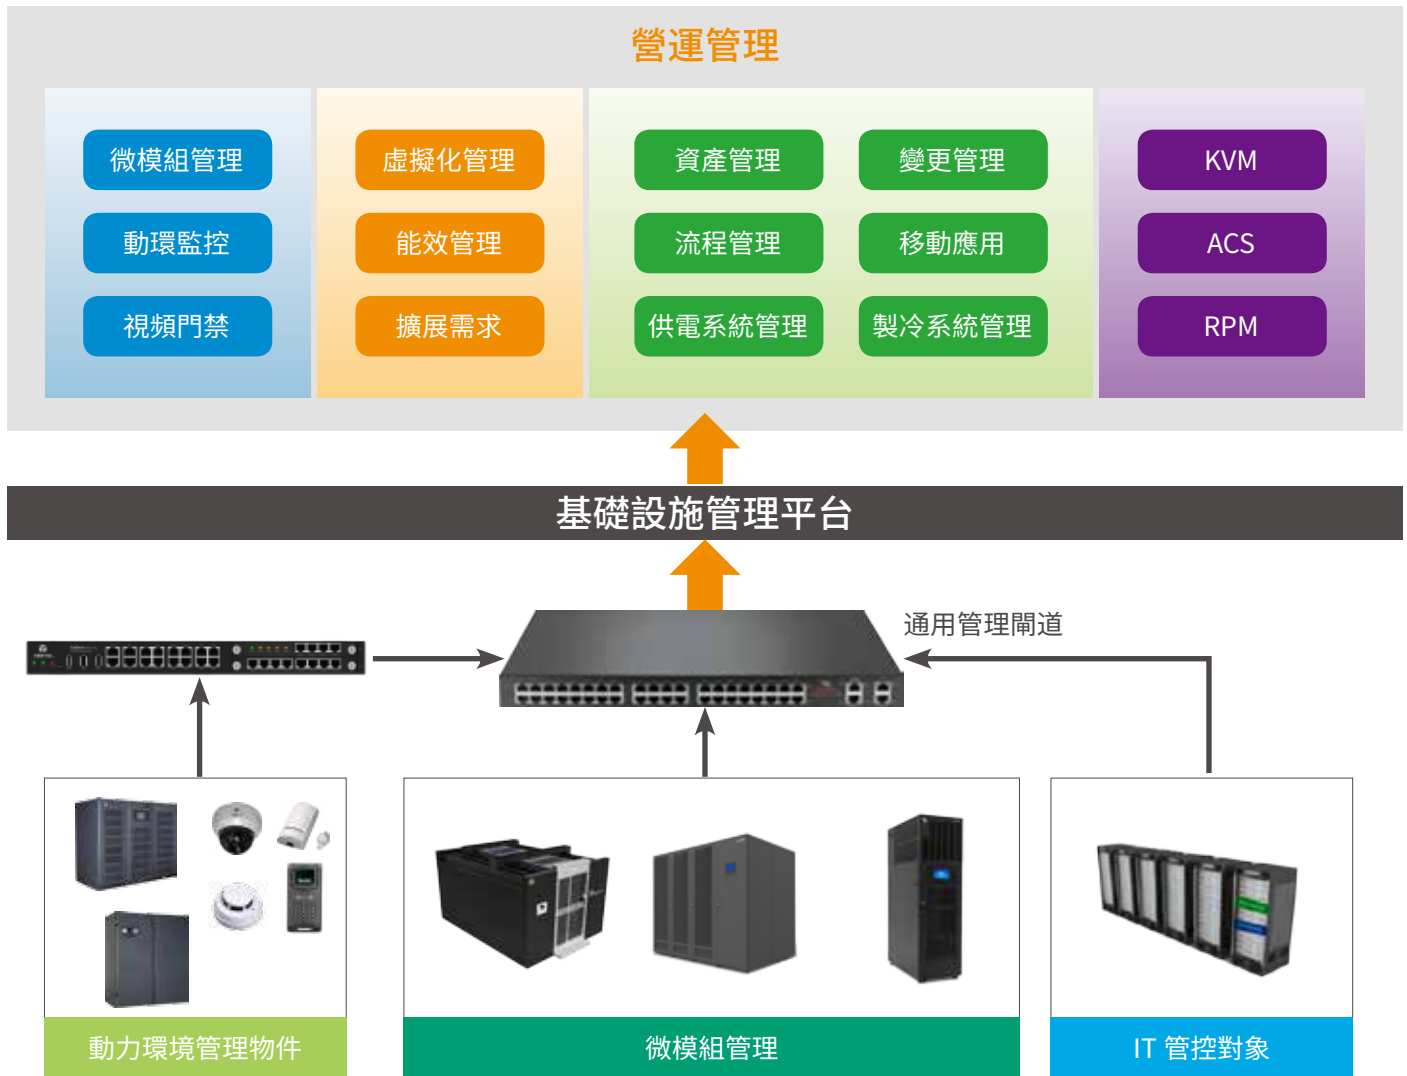 營運管理
微模組管理
虛擬化管理
資產管理
變更管理
KVM
動環監控
能效管理
流程管理
移動應用
ACS
視頻門禁
擴展需求
供電系統管理
製冷系統管理
RPM
基礎設施管理平台
通用管理閘道
動力環境管理物件
微模組管理
IT 管控對象